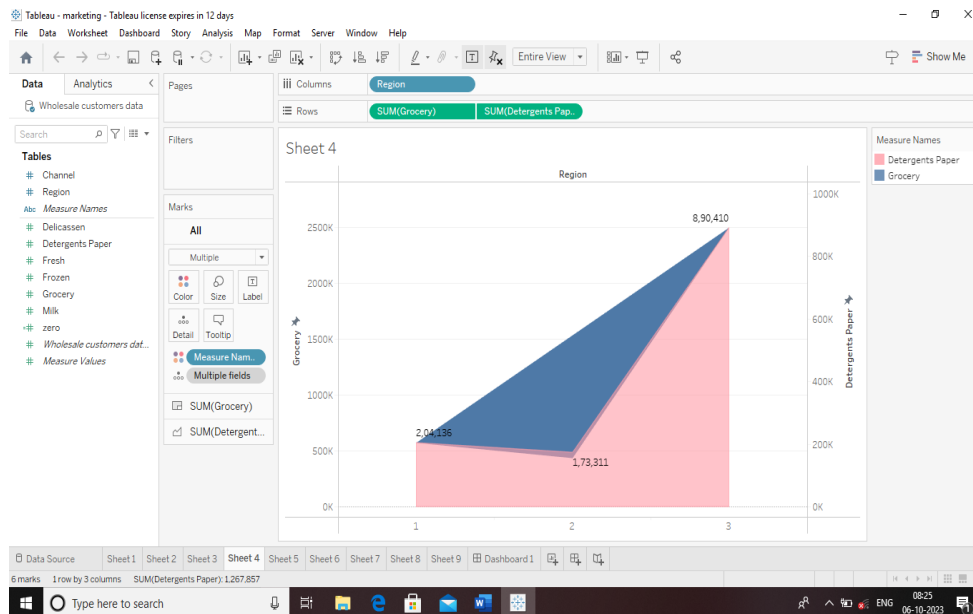 Tableau - marketing - Tableau license expires in 12 days
File Data Worksheet Dashboard Story Analysis Map Format Server Window Help
Entire View
Show Me
Data Analytics
Wholesale customers data
Search
Tables
# Channel
# Region
Abc Measure Names
# Delicassen
# Detergents Paper
# Fresh
# Frozen
# Grocery
# Milk
# zero
# Wholesale customers dat...
# Measure Values
Pages
Filters
Marks
All
Multiple
Color Size Label
Detail Tooltip
Measure Nam..
Multiple fields
SUM(Grocery)
SUM(Detergent...
Columns Region
Rows SUM(Grocery) SUM(Detergents Pap..
Sheet 4
Region
2500K
2000K
1500K
1000K
500K
0K
Grocery
8,90,410
2,04,136
1,73,311
1 2 3
1000K
800K
600K
400K
200K
0K
Detergents Paper
Measure Names
Detergents Paper
Grocery
Data Source Sheet 1 Sheet 2 Sheet 3 Sheet 4 Sheet 5 Sheet 6 Sheet 7 Sheet 8 Sheet 9 Dashboard 1
6 marks 1 row by 3 columns SUM(Detergents Paper): 1,267,857
Type here to search
ENG
08:25
06-10-2023